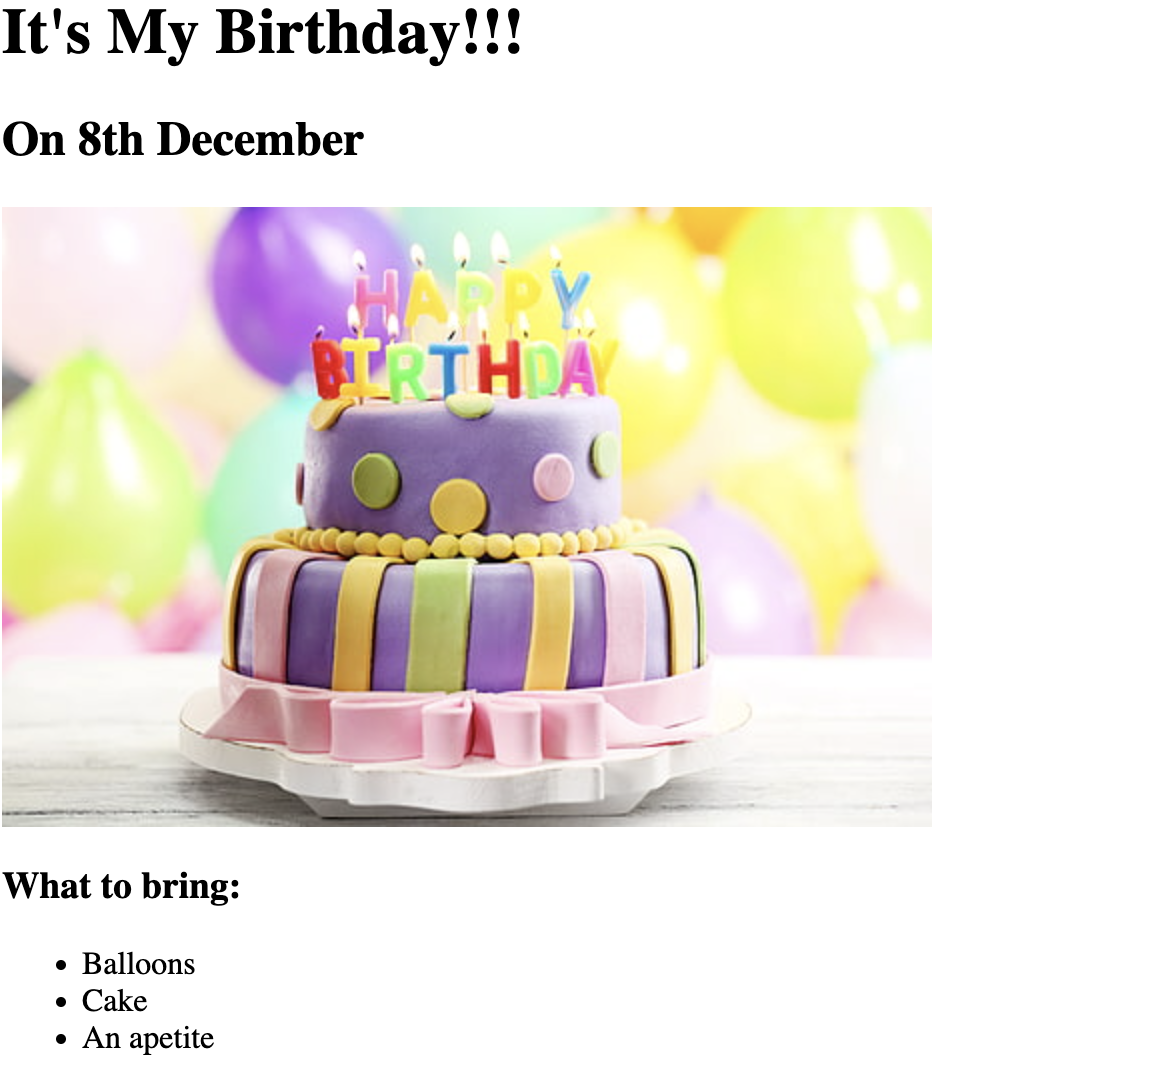 It's My Birthday!!!
On 8th December
HAPPY
BIRTHDAY
What to bring:
Balloons
Cake
An apetite